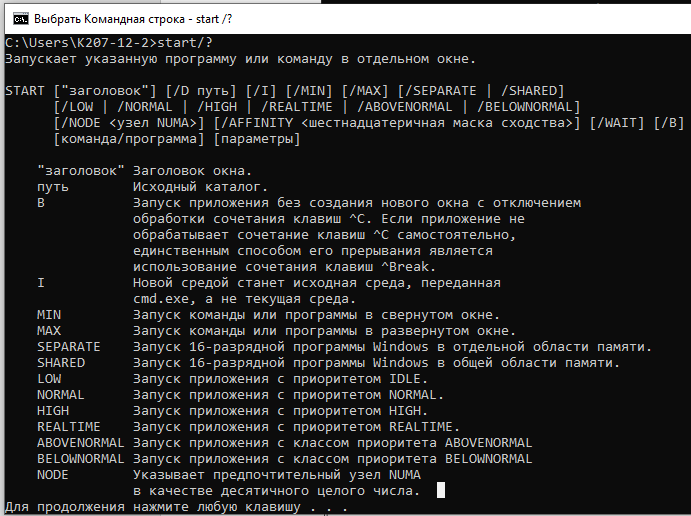 Выбрать Командная строка - start /?
C:\Users\K207-12-2>start/?
Запускает указанную программу или команду в отдельном окне.
START ["заголовок"] [/D путь] [/I] [/MIN] [/MAX] [/SEPARATE | /SHARED]
[/LOW | /NORMAL | /HIGH | /REALTIME | /ABOVENORMAL | /BELOWNORMAL]
[/NODE <узел NUMA>] [/AFFINITY <шестнадцатеричная маска сходства>] [/WAIT] [/B]
[команда/программа] [параметры]
"заголовок" Заголовок окна.
путь Исходный каталог.
B Запуск приложения без создания нового окна с отключением
обработки сочетания клавиш ^C. Если приложение не
обрабатывает сочетание клавиш ^C самостоятельно,
единственным способом его прерывания является
использование сочетания клавиш ^Break.
I Новой средой станет исходная среда, переданная
cmd.exe, а не текущая среда.
MIN Запуск команды или программы в свернутом окне.
MAX Запуск команды или программы в развернутом окне.
SEPARATE Запуск 16-разрядной программы Windows в отдельной области памяти.
SHARED Запуск 16-разрядной программы Windows в общей области памяти.
LOW Запуск приложения с приоритетом IDLE.
NORMAL Запуск приложения с приоритетом NORMAL.
HIGH Запуск приложения с приоритетом HIGH.
REALTIME Запуск приложения с приоритетом REALTIME.
ABOVENORMAL Запуск приложения с классом приоритета ABOVENORMAL
BELOWNORMAL Запуск приложения с классом приоритета BELOWNORMAL
NODE Указывает предпочтительный узел NUMA
в качестве десятичного целого числа.
Для продолжения нажмите любую клавишу . . .